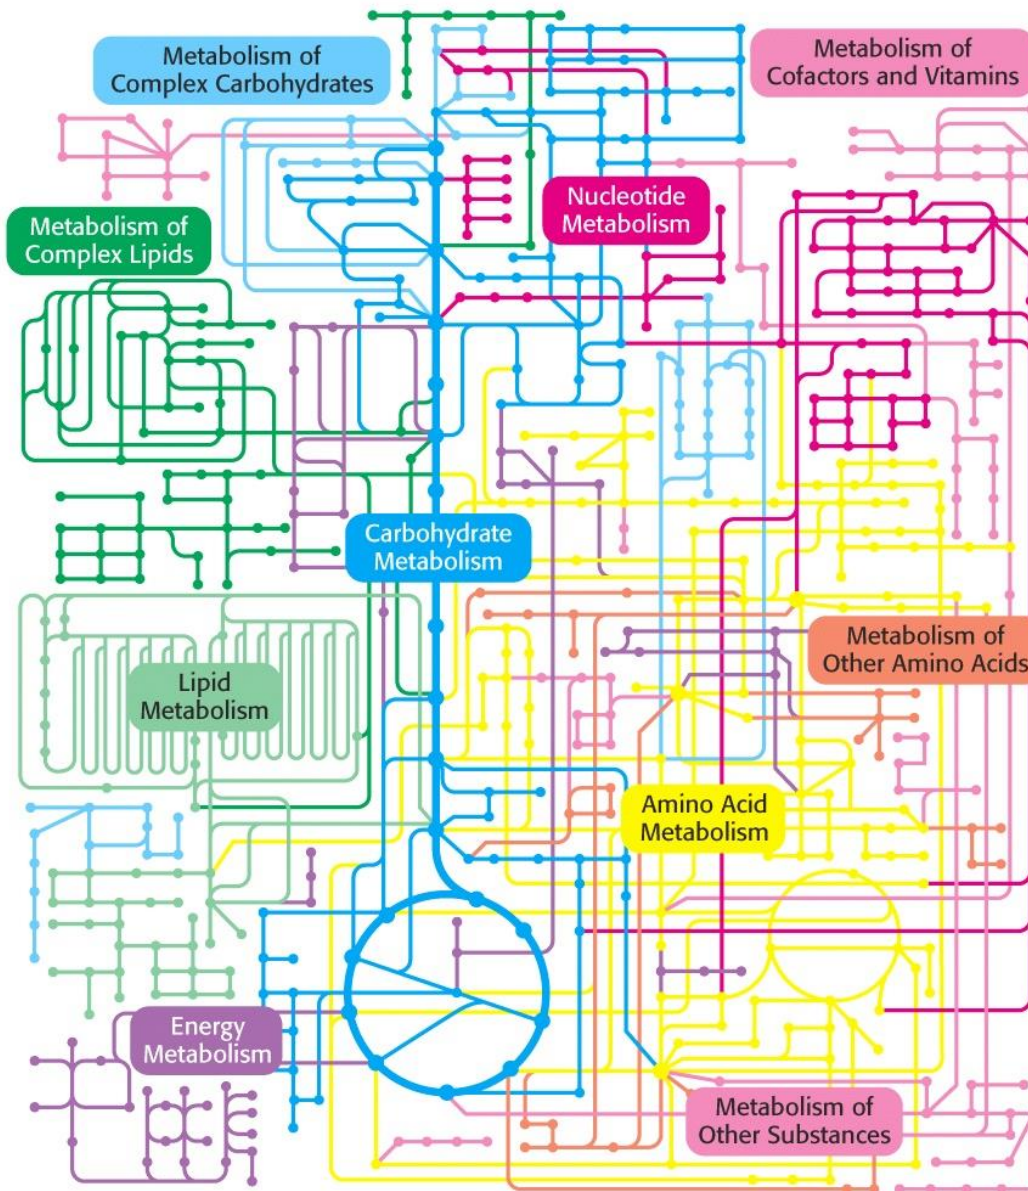 Metabolism of
Complex Carbohydrates
Metabolism of
Cofactors and Vitamins
Nucleotide
Metabolism
Metabolism of
Complex Lipids
Carbohydrate
Metabolism
Metabolism of
Other Amino Acids
Lipid
Metabolism
Amino Acid
Metabolism
Energy
Metabolism
Metabolism of
Other Substances